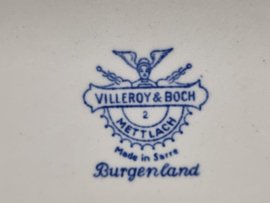 VILLEROY & BOCH
2
METTLACH
Made in Sarre
Burgenland